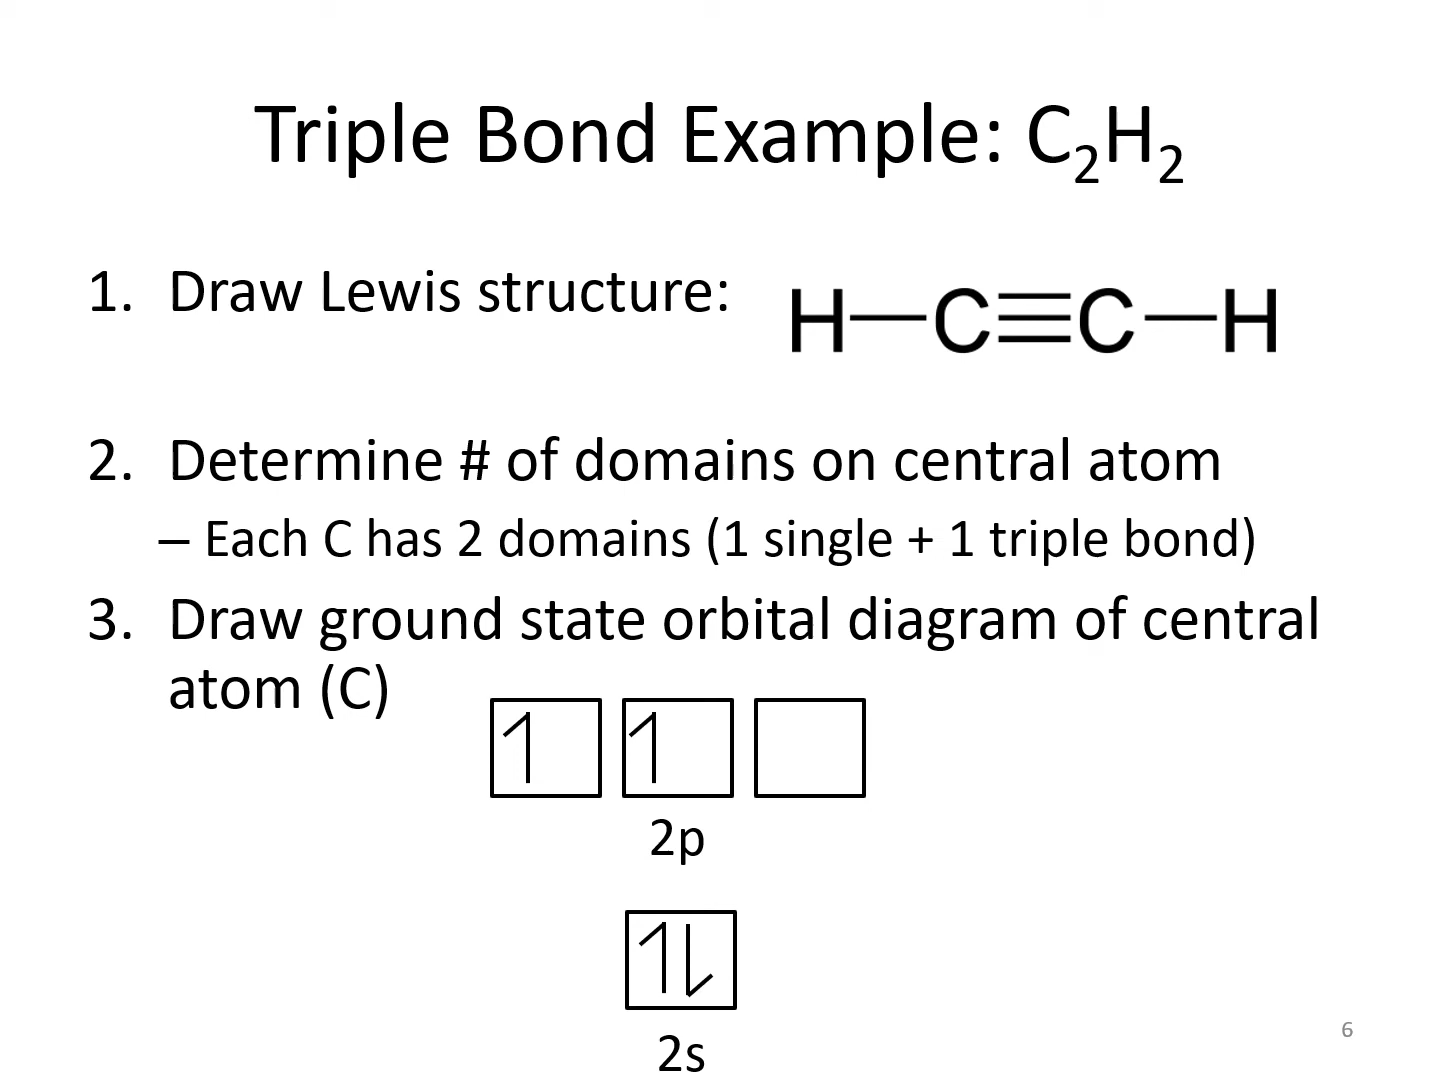 Triple Bond Example: C₂H₂
1. Draw Lewis structure:
H—C≡C—H
2. Determine # of domains on central atom
– Each C has 2 domains (1 single + 1 triple bond)
3. Draw ground state orbital diagram of central
atom (C)
2p
2s
6